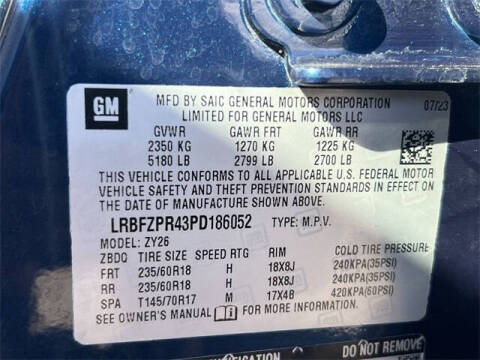 GM MFD BY SAIC GENERAL MOTORS CORPORATION 07/23
LIMITED FOR GENERAL MOTORS LLC
GVWR GAWR FRT GAWR RR
2350 KG 1270 KG 1225 KG
5180 LB 2799 LB 2700 LB
THIS VEHICLE CONFORMS TO ALL APPLICABLE U.S. FEDERAL MOTOR
VEHICLE SAFETY AND THEFT PREVENTION STANDARDS IN EFFECT ON
THE DATE OF MANUFACTURE SHOWN ABOVE.
LRBFZPR43PD186052 TYPE: M.P.V.
MODEL: ZY26
ZBDQ TIRE SIZE SPEED RTG RIM COLD TIRE PRESSURE
FRT 235/60R18 H 18X8J 240KPA(35PSI)
RR 235/60R18 H 18X8J 240KPA(35PSI)
SPA T145/70R17 M 17X4B 420KPA(60PSI)
SEE OWNER'S MANUAL FOR MORE INFORMATION.
DO NOT REMOVE